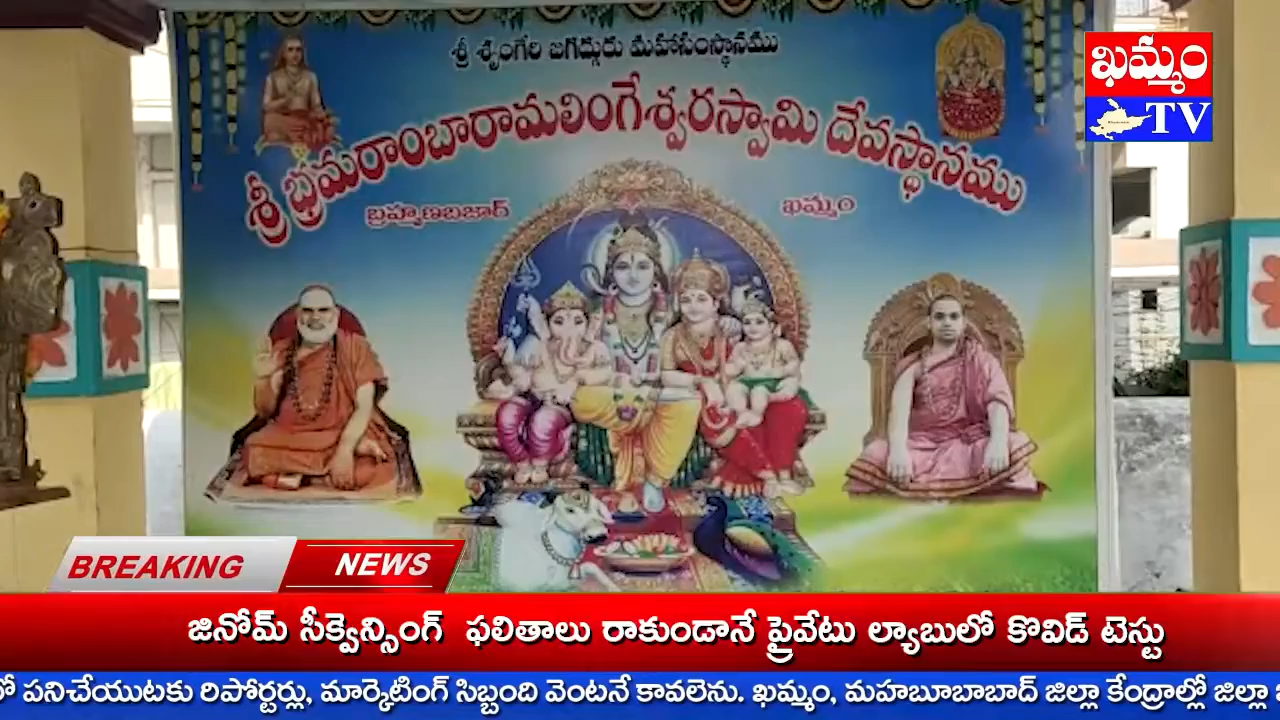 శ్రీ శృంగేరి జగద్గురు మహాసంస్థానము
శ్రీ భ్రమరాంబారామలింగేశ్వరస్వామి దేవస్థానము
బ్రాహ్మణబజార్ ఖమ్మం
ఖమ్మం
TV
BREAKING NEWS
జినోమ్ సీక్వెన్సింగ్ ఫలితాలు రాకుండానే ప్రైవేటు ల్యాబులో కొవిడ్ టెస్టు
పనిచేయుటకు రిపోర్టర్లు, మార్కెటింగ్ సిబ్బంది వెంటనే కావలెను. ఖమ్మం, మహబూబాబాద్ జిల్లా కేంద్రాల్లో జిల్లా